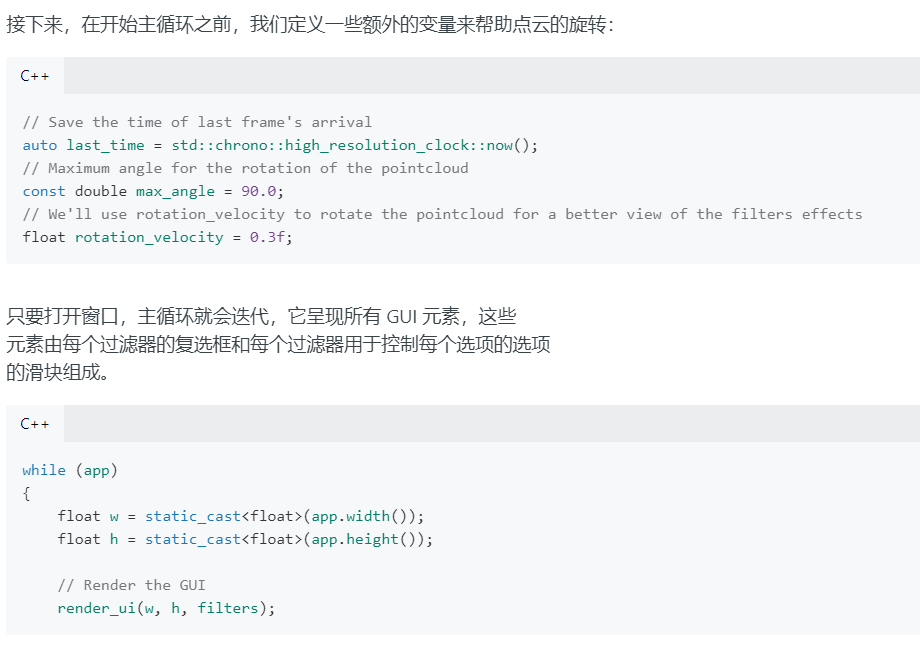 接下来，在开始主循环之前，我们定义一些额外的变量来帮助点云的旋转：
C++
// Save the time of last frame's arrival
auto last_time = std::chrono::high_resolution_clock::now();
// Maximum angle for the rotation of the pointcloud
const double max_angle = 90.0;
// We'll use rotation_velocity to rotate the pointcloud for a better view of the filters effects
float rotation_velocity = 0.3f;
只要打开窗口，主循环就会迭代，它呈现所有 GUI 元素，这些
元素由每个过滤器的复选框和每个过滤器用于控制每个选项的选项
的滑块组成。
C++
while (app)
{
    float w = static_cast<float>(app.width());
    float h = static_cast<float>(app.height());
    // Render the GUI
    render_ui(w, h, filters);